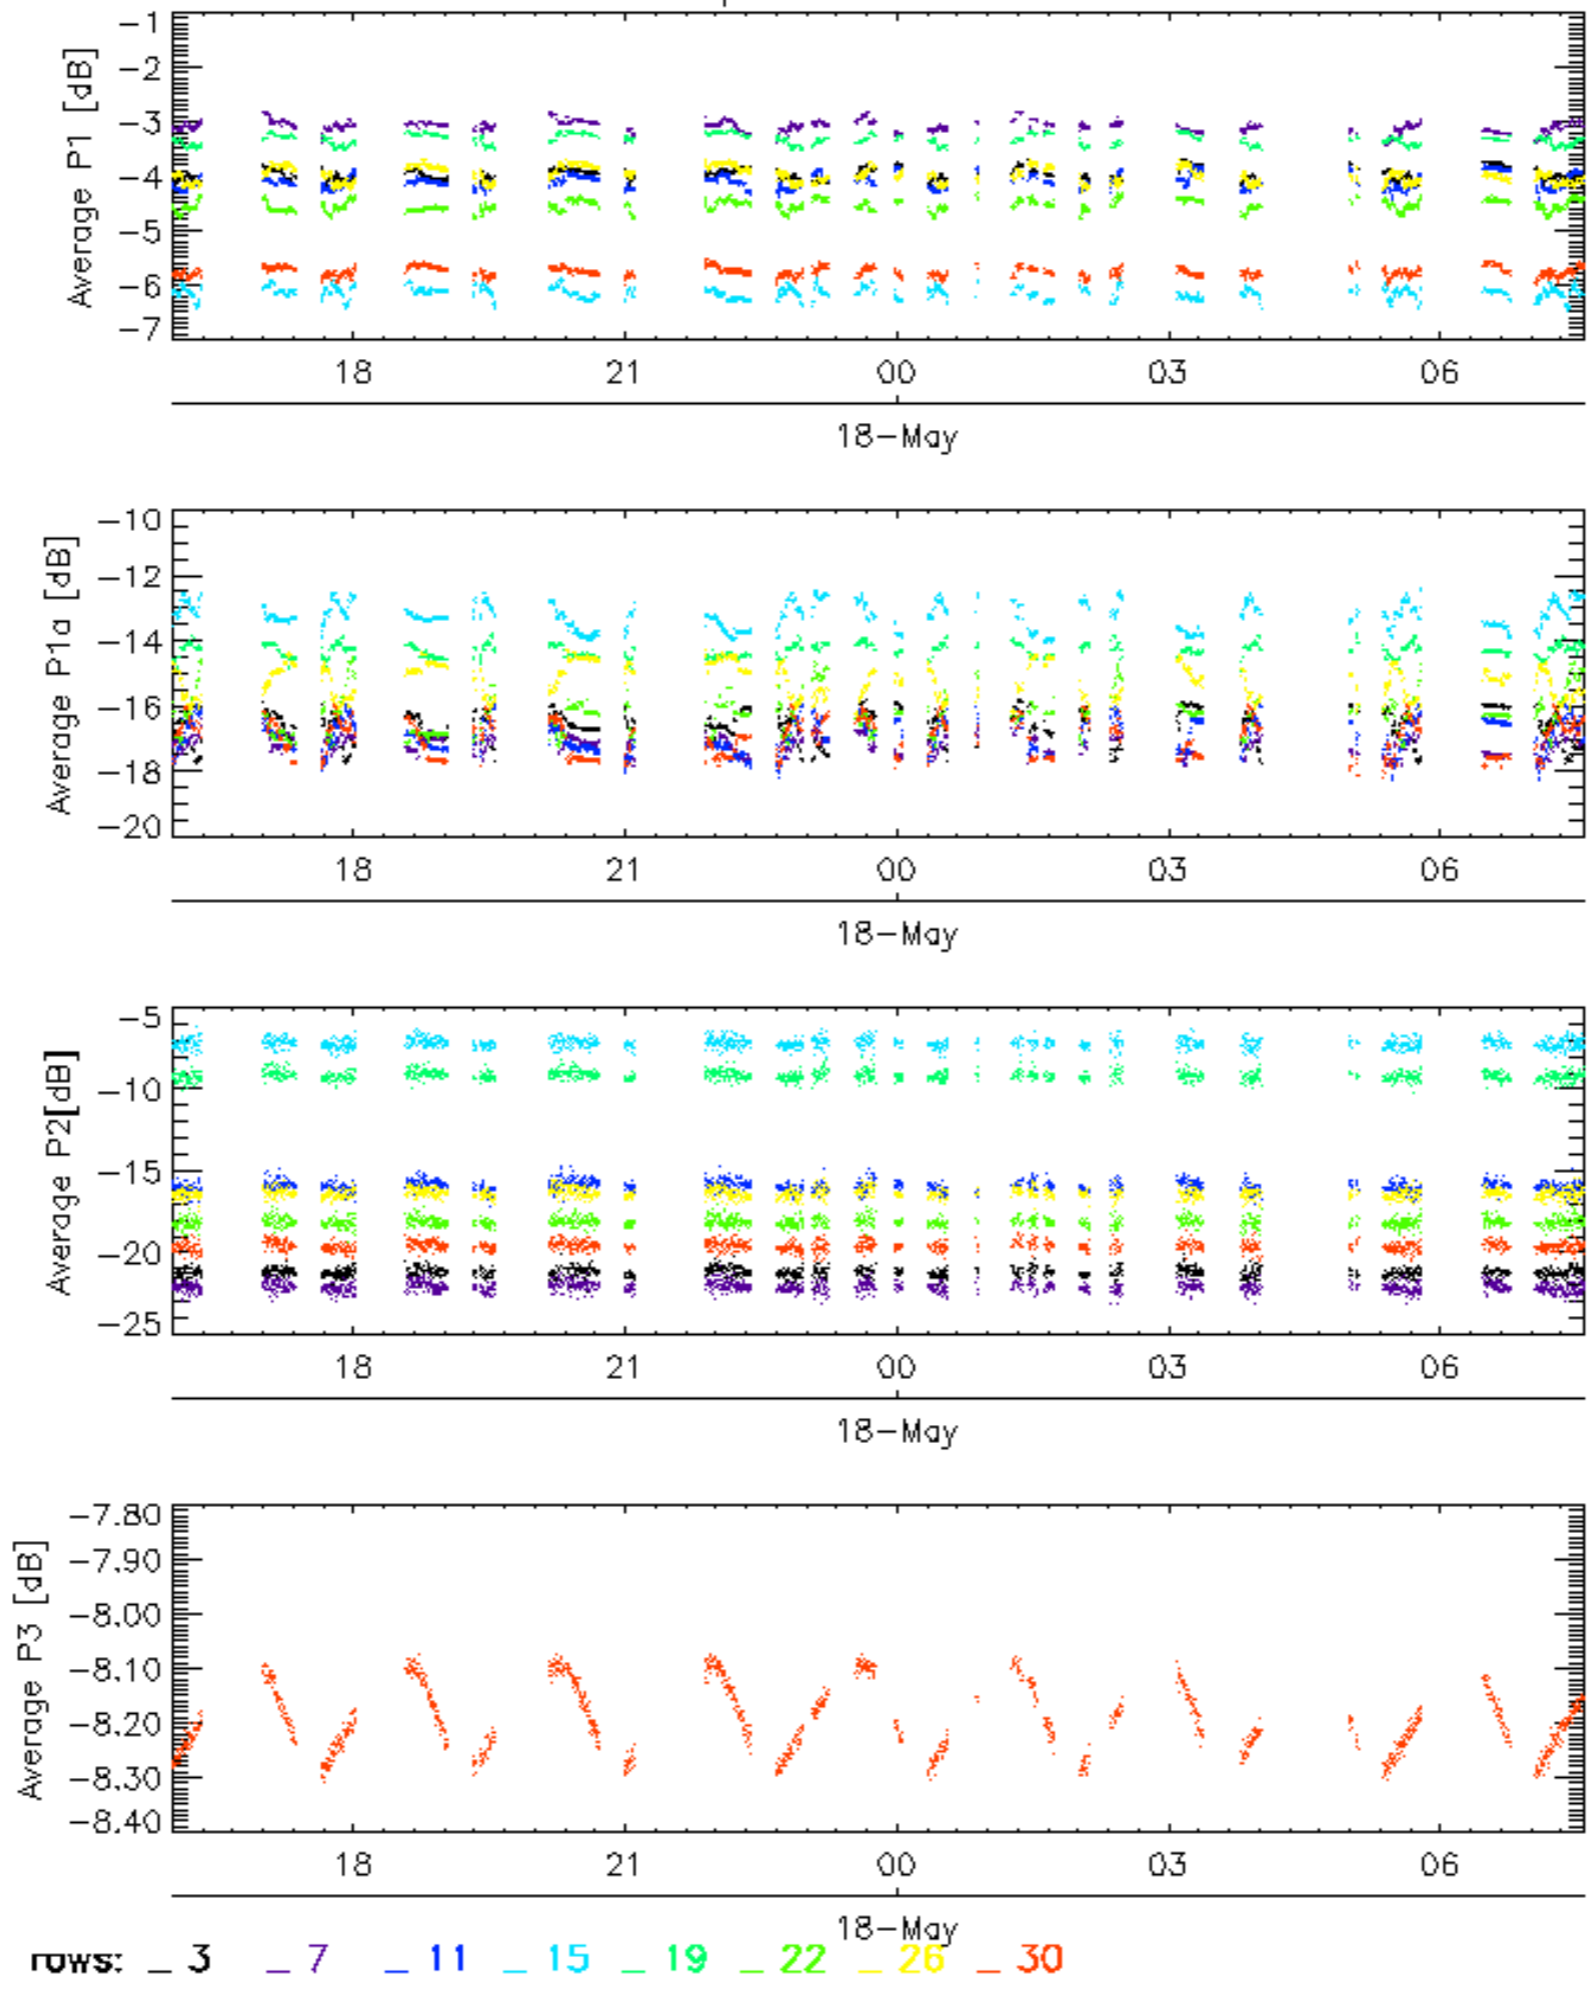 Average P1 [dB]
-1
-2
-3
-4
-5
-6
-7
18 21 00 03 06
18-May
Average P1a [dB]
-10
-12
-14
-16
-18
-20
18 21 00 03 06
18-May
Average P2[dB]
-5
-10
-15
-20
-25
18 21 00 03 06
18-May
Average P3 [dB]
-7.80
-7.90
-8.00
-8.10
-8.20
-8.30
-8.40
18 21 00 03 06
18-May
rows: _ 3 _ 7 _ 11 _ 15 _ 19 _ 22 _ 26 _ 30